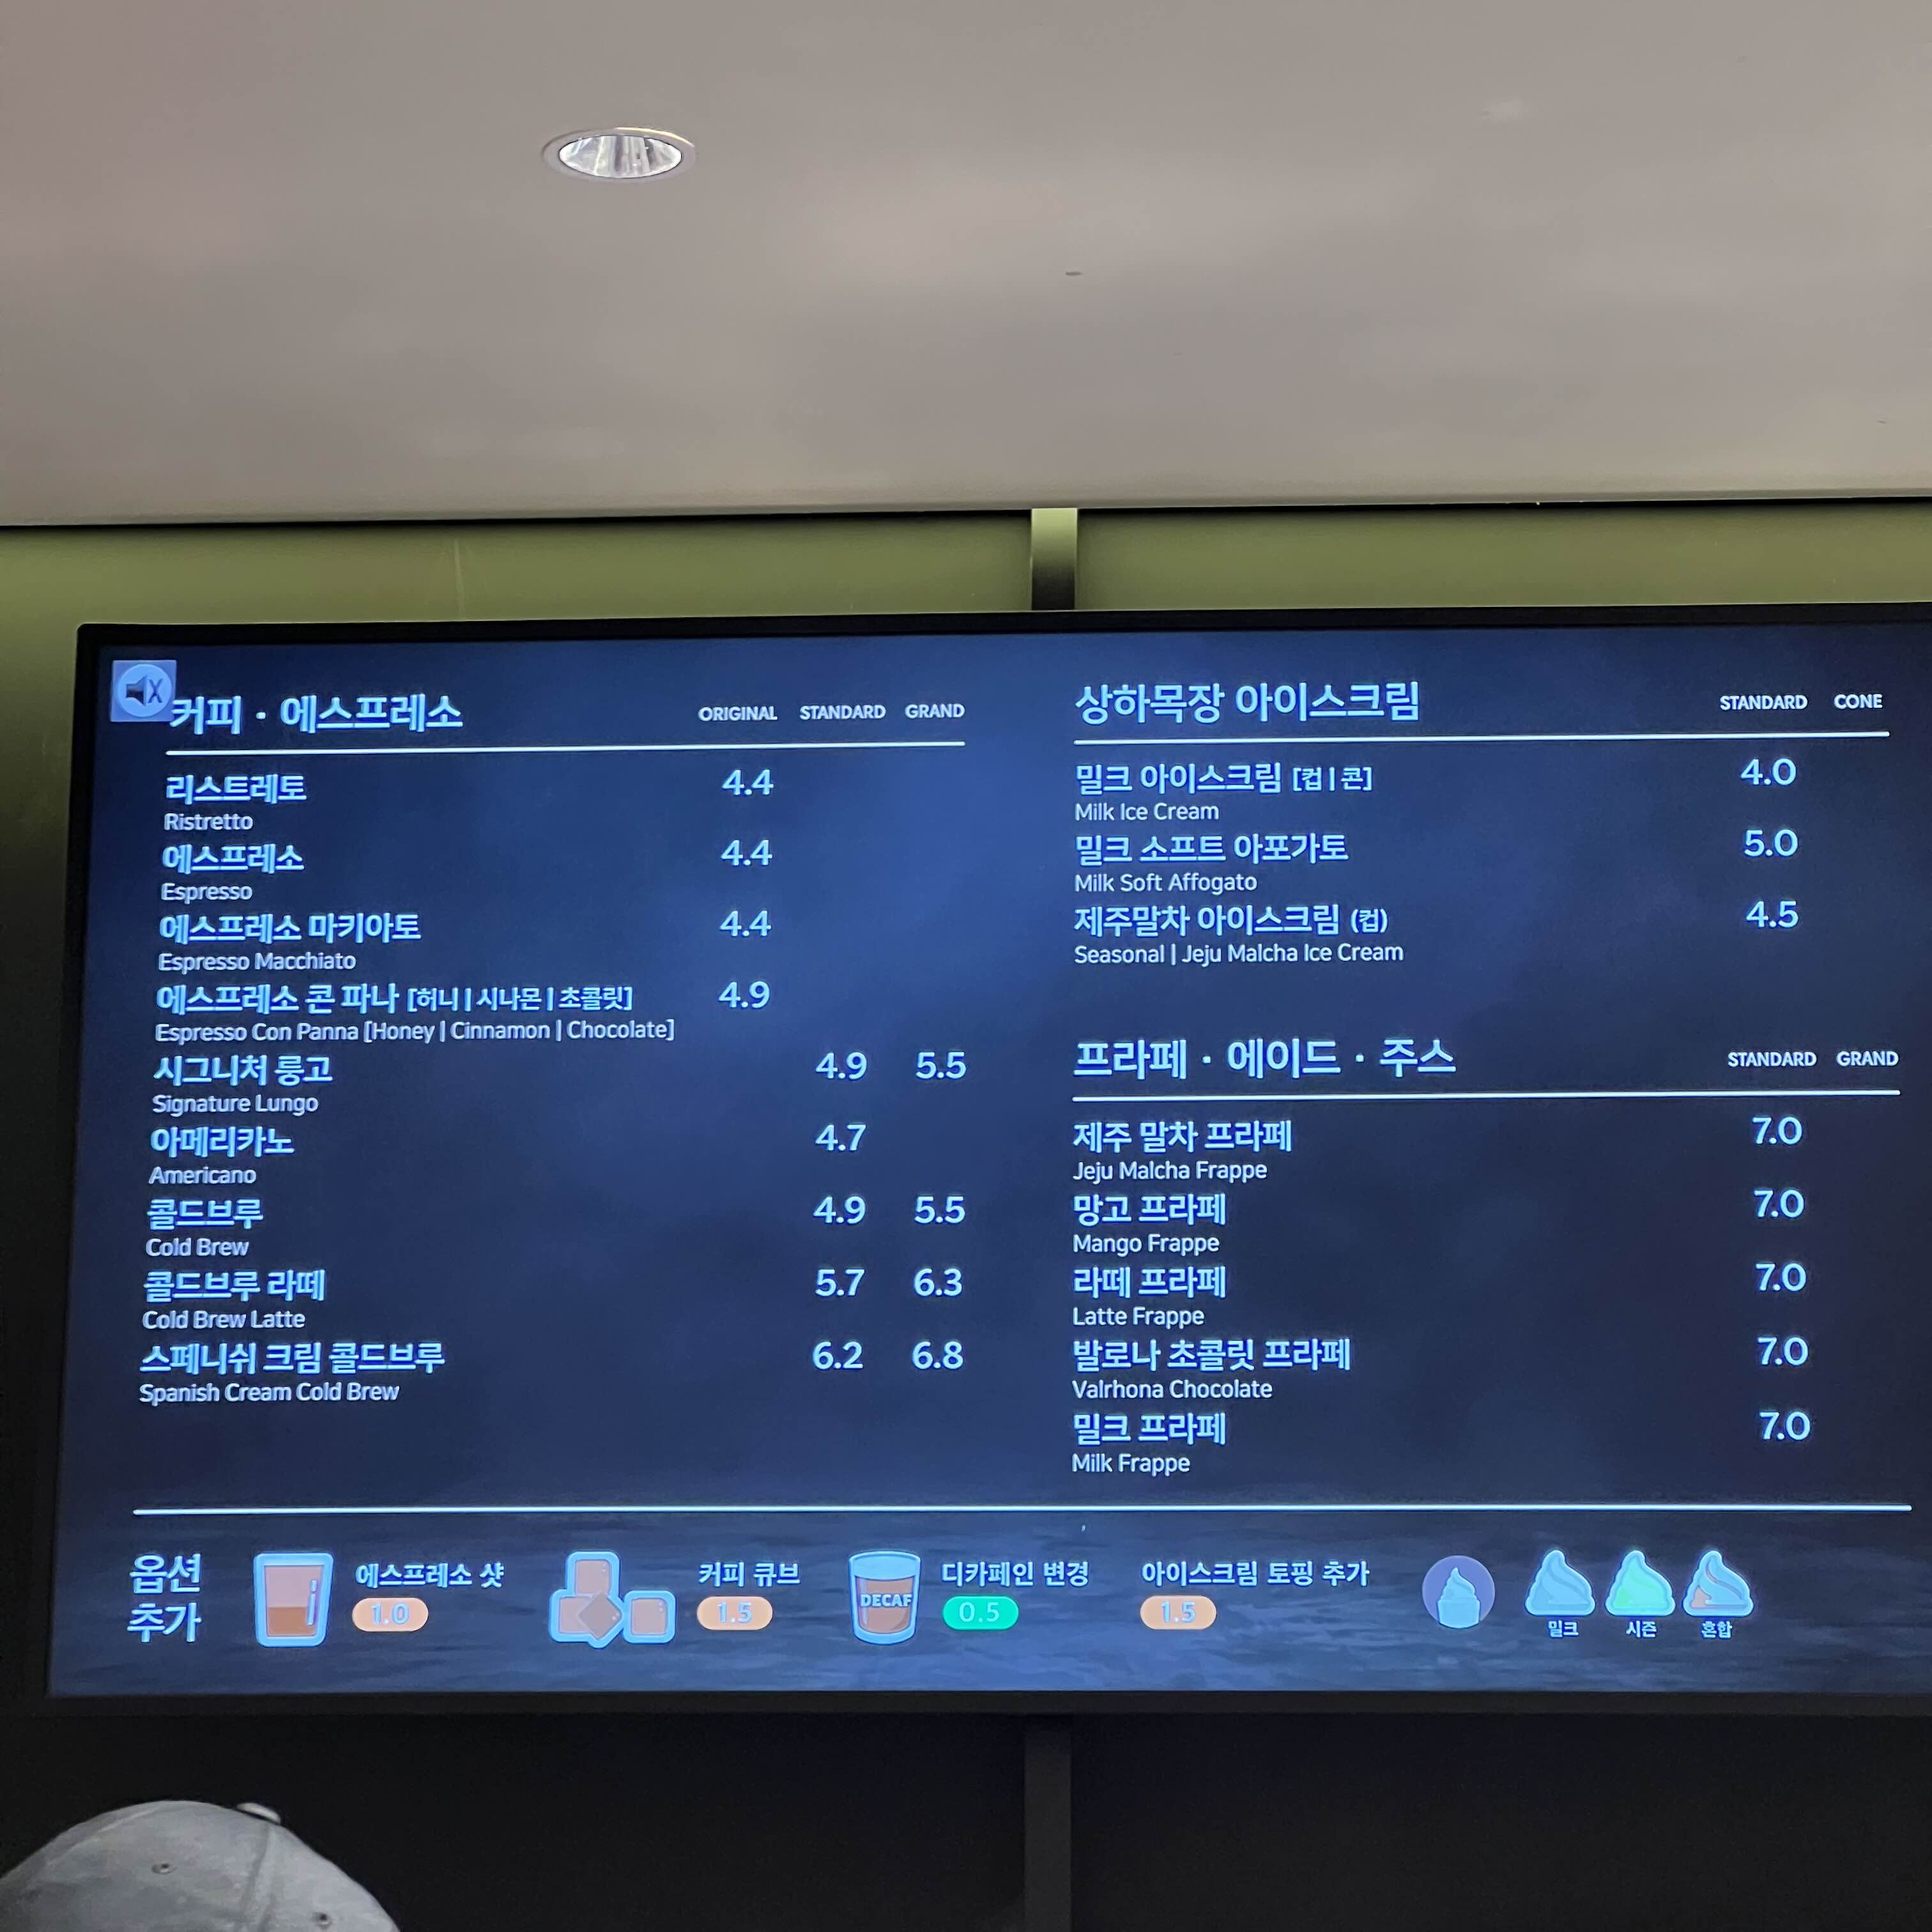 커피 · 에스프레소 ORIGINAL STANDARD GRAND
리스트레토 4.4
Ristretto
에스프레소 4.4
Espresso
에스프레소 마키아토 4.4
Espresso Macchiato
에스프레소 콘 파나 [허니 | 시나몬 | 초콜릿] 4.9
Espresso Con Panna [Honey | Cinnamon | Chocolate]
시그니처 룽고 4.9 5.5
Signature Lungo
아메리카노 4.7
Americano
콜드브루 4.9 5.5
Cold Brew
콜드브루 라떼 5.7 6.3
Cold Brew Latte
스페니쉬 크림 콜드브루 6.2 6.8
Spanish Cream Cold Brew
상하목장 아이스크림 STANDARD CONE
밀크 아이스크림 [컵 | 콘] 4.0
Milk Ice Cream
밀크 소프트 아포가토 5.0
Milk Soft Affogato
제주말차 아이스크림 (컵) 4.5
Seasonal | Jeju Malcha Ice Cream
프라페 · 에이드 · 주스 STANDARD GRAND
제주 말차 프라페 7.0
Jeju Malcha Frappe
망고 프라페 7.0
Mango Frappe
라떼 프라페 7.0
Latte Frappe
발로나 초콜릿 프라페 7.0
Valrhona Chocolate
밀크 프라페 7.0
Milk Frappe
옵션
추가
에스프레소 샷
1.0
커피 큐브
1.5
DECAF
디카페인 변경
0.5
아이스크림 토핑 추가
1.5
밀크 시즌 혼합